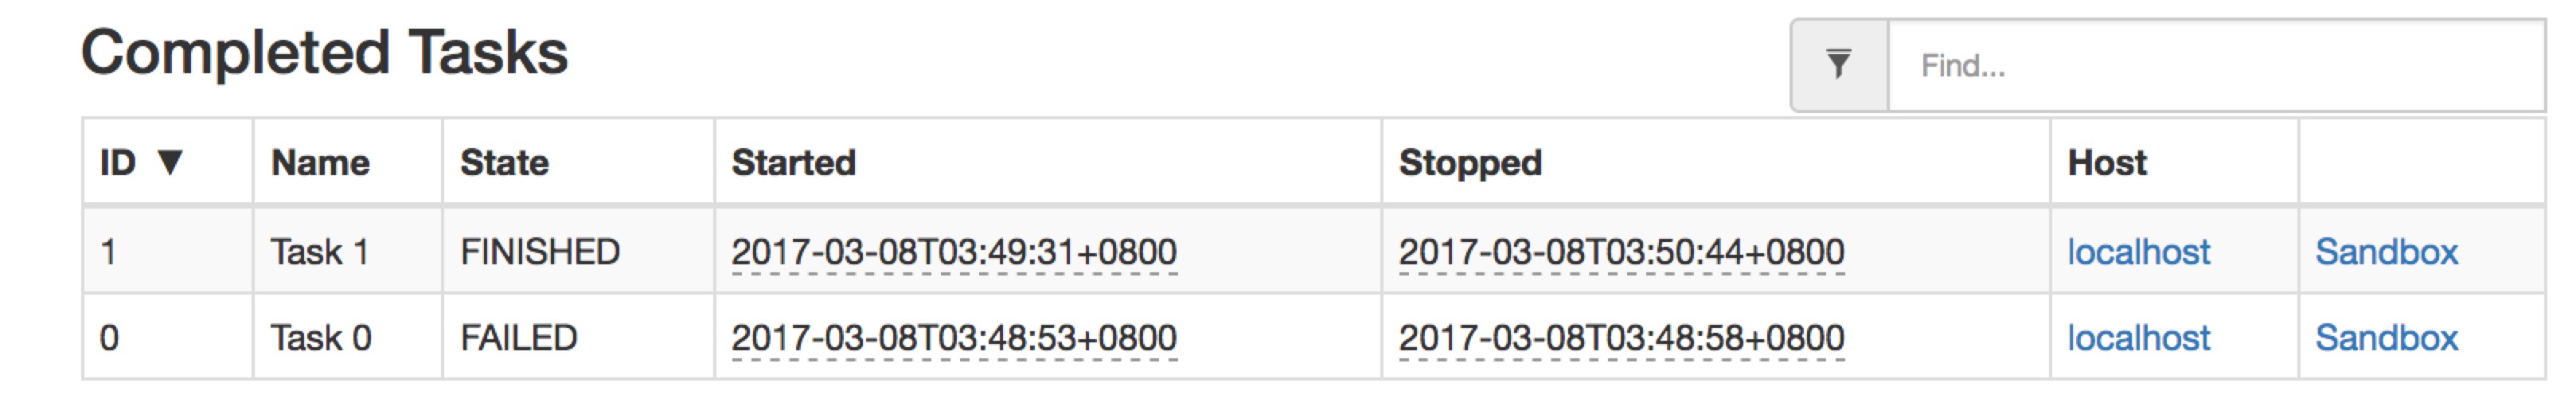 Completed Tasks
Find...
ID ▼ Name State Started Stopped Host
1 Task 1 FINISHED 2017-03-08T03:49:31+0800 2017-03-08T03:50:44+0800 localhost Sandbox
0 Task 0 FAILED 2017-03-08T03:48:53+0800 2017-03-08T03:48:58+0800 localhost Sandbox